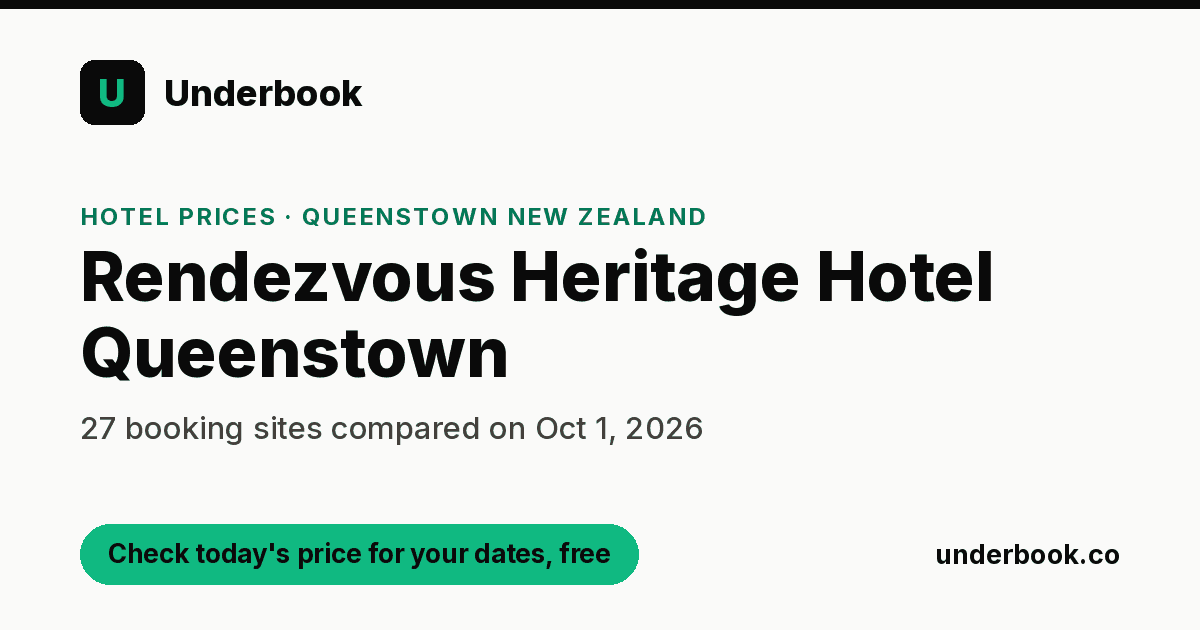 U Underbook
HOTEL PRICES · QUEENSTOWN NEW ZEALAND
Rendezvous Heritage Hotel
Queenstown
27 booking sites compared on Oct 1, 2026
Check today's price for your dates, free
underbook.co